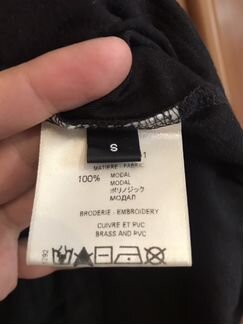 S
1
MATIERE - FABRIC
100% MODAL
MODAL
ポリノジック
МОДАЛ
BRODERIE - EMBROIDERY
CUIVRE ET PVC
BRASS AND PVC